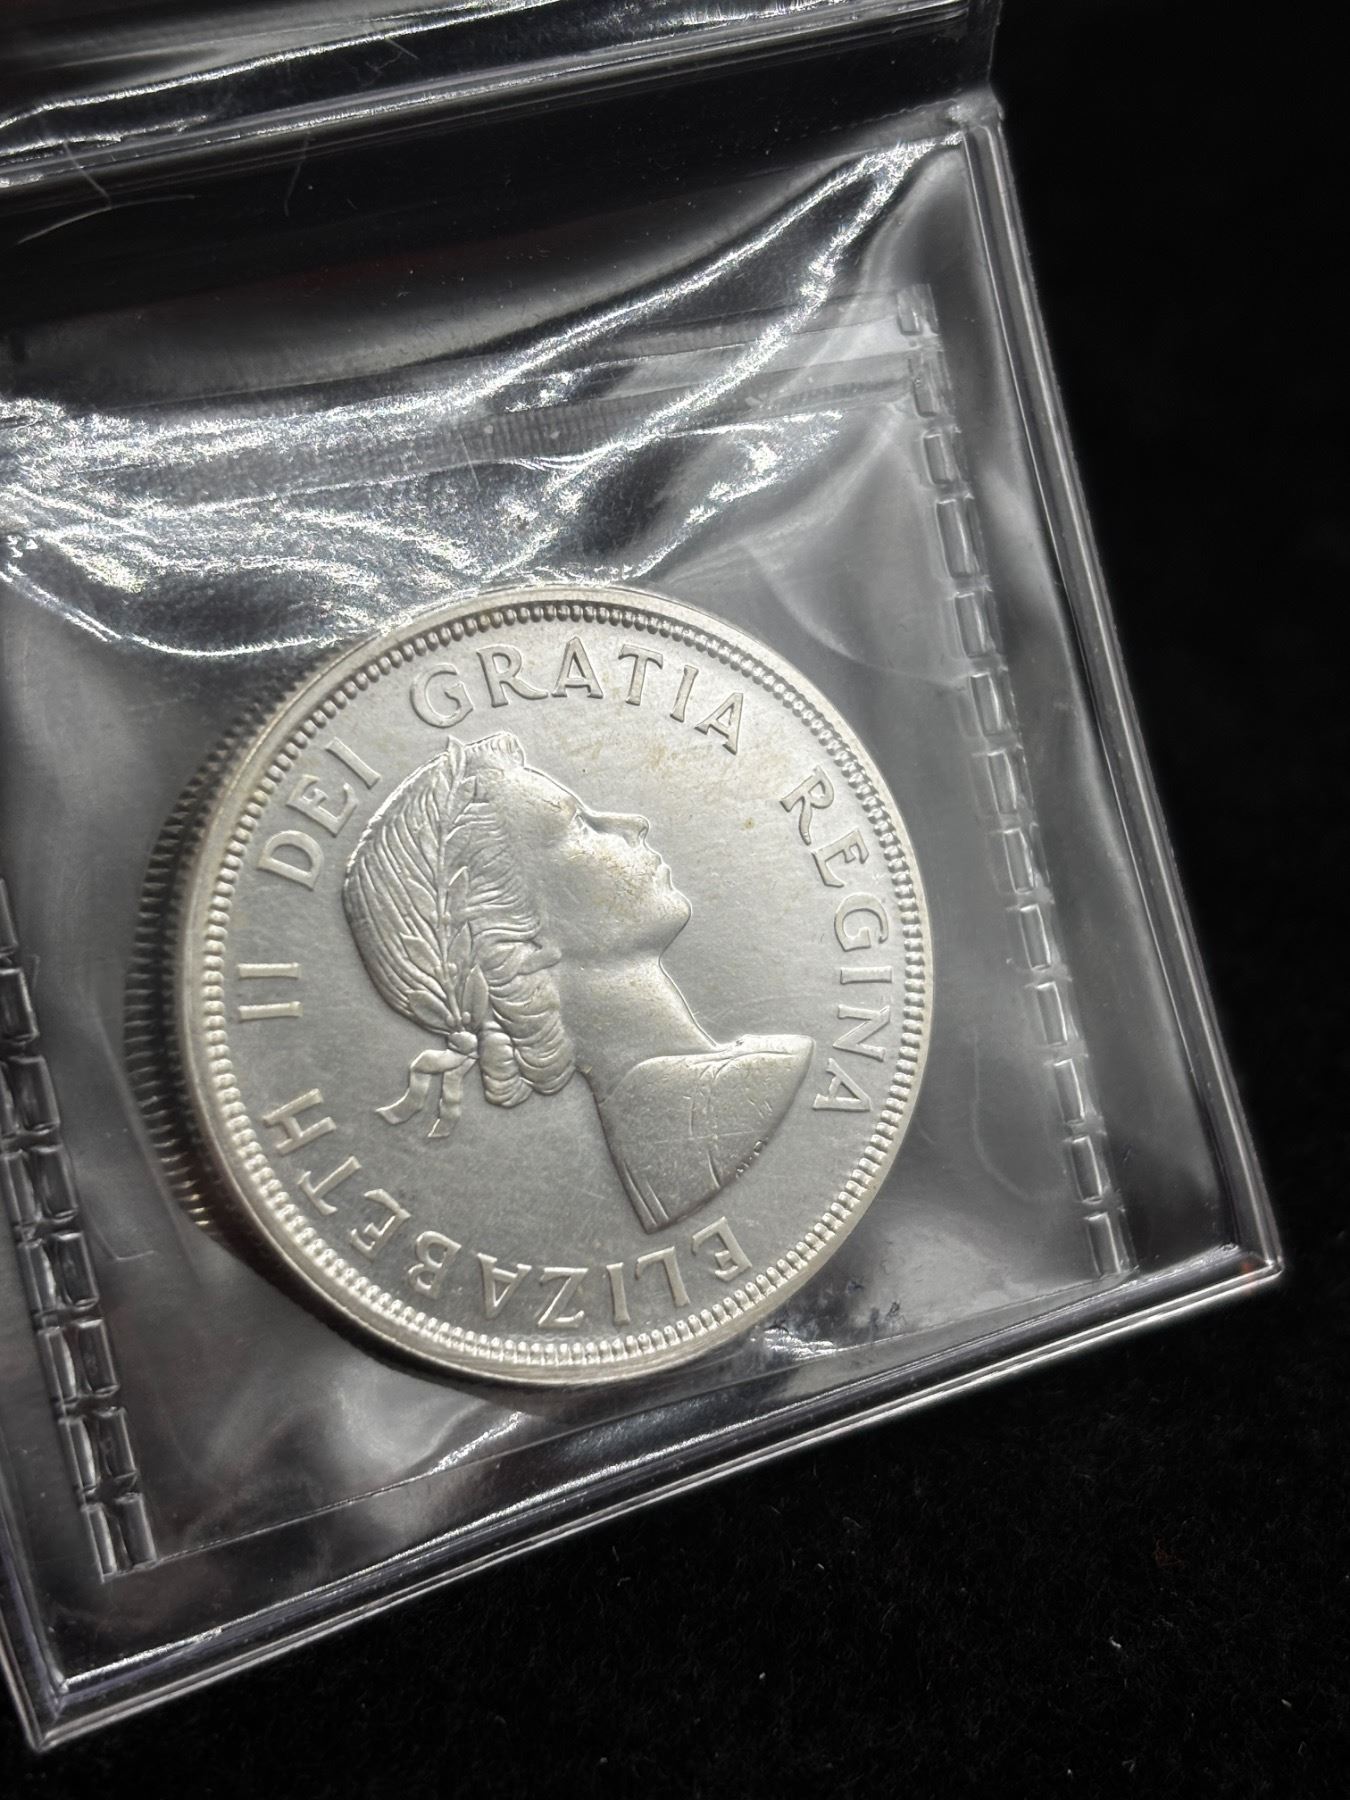 ELIZABETH II DEI GRATIA REGINA